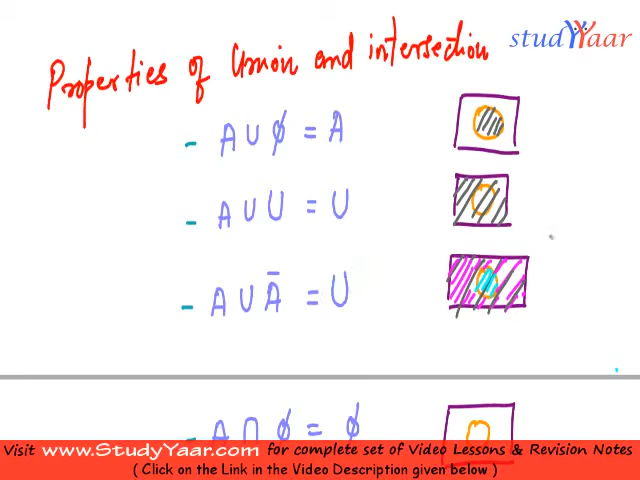 studYYaar
Properties of Union and intersection
- A ∪ ϕ = A
- A ∪ U = U
- A ∪ Ā = U
- A ∩ ϕ = ϕ
Visit www.StudyYaar.com for complete set of Video Lessons & Revision Notes
( Click on the Link in the Video Description given below )